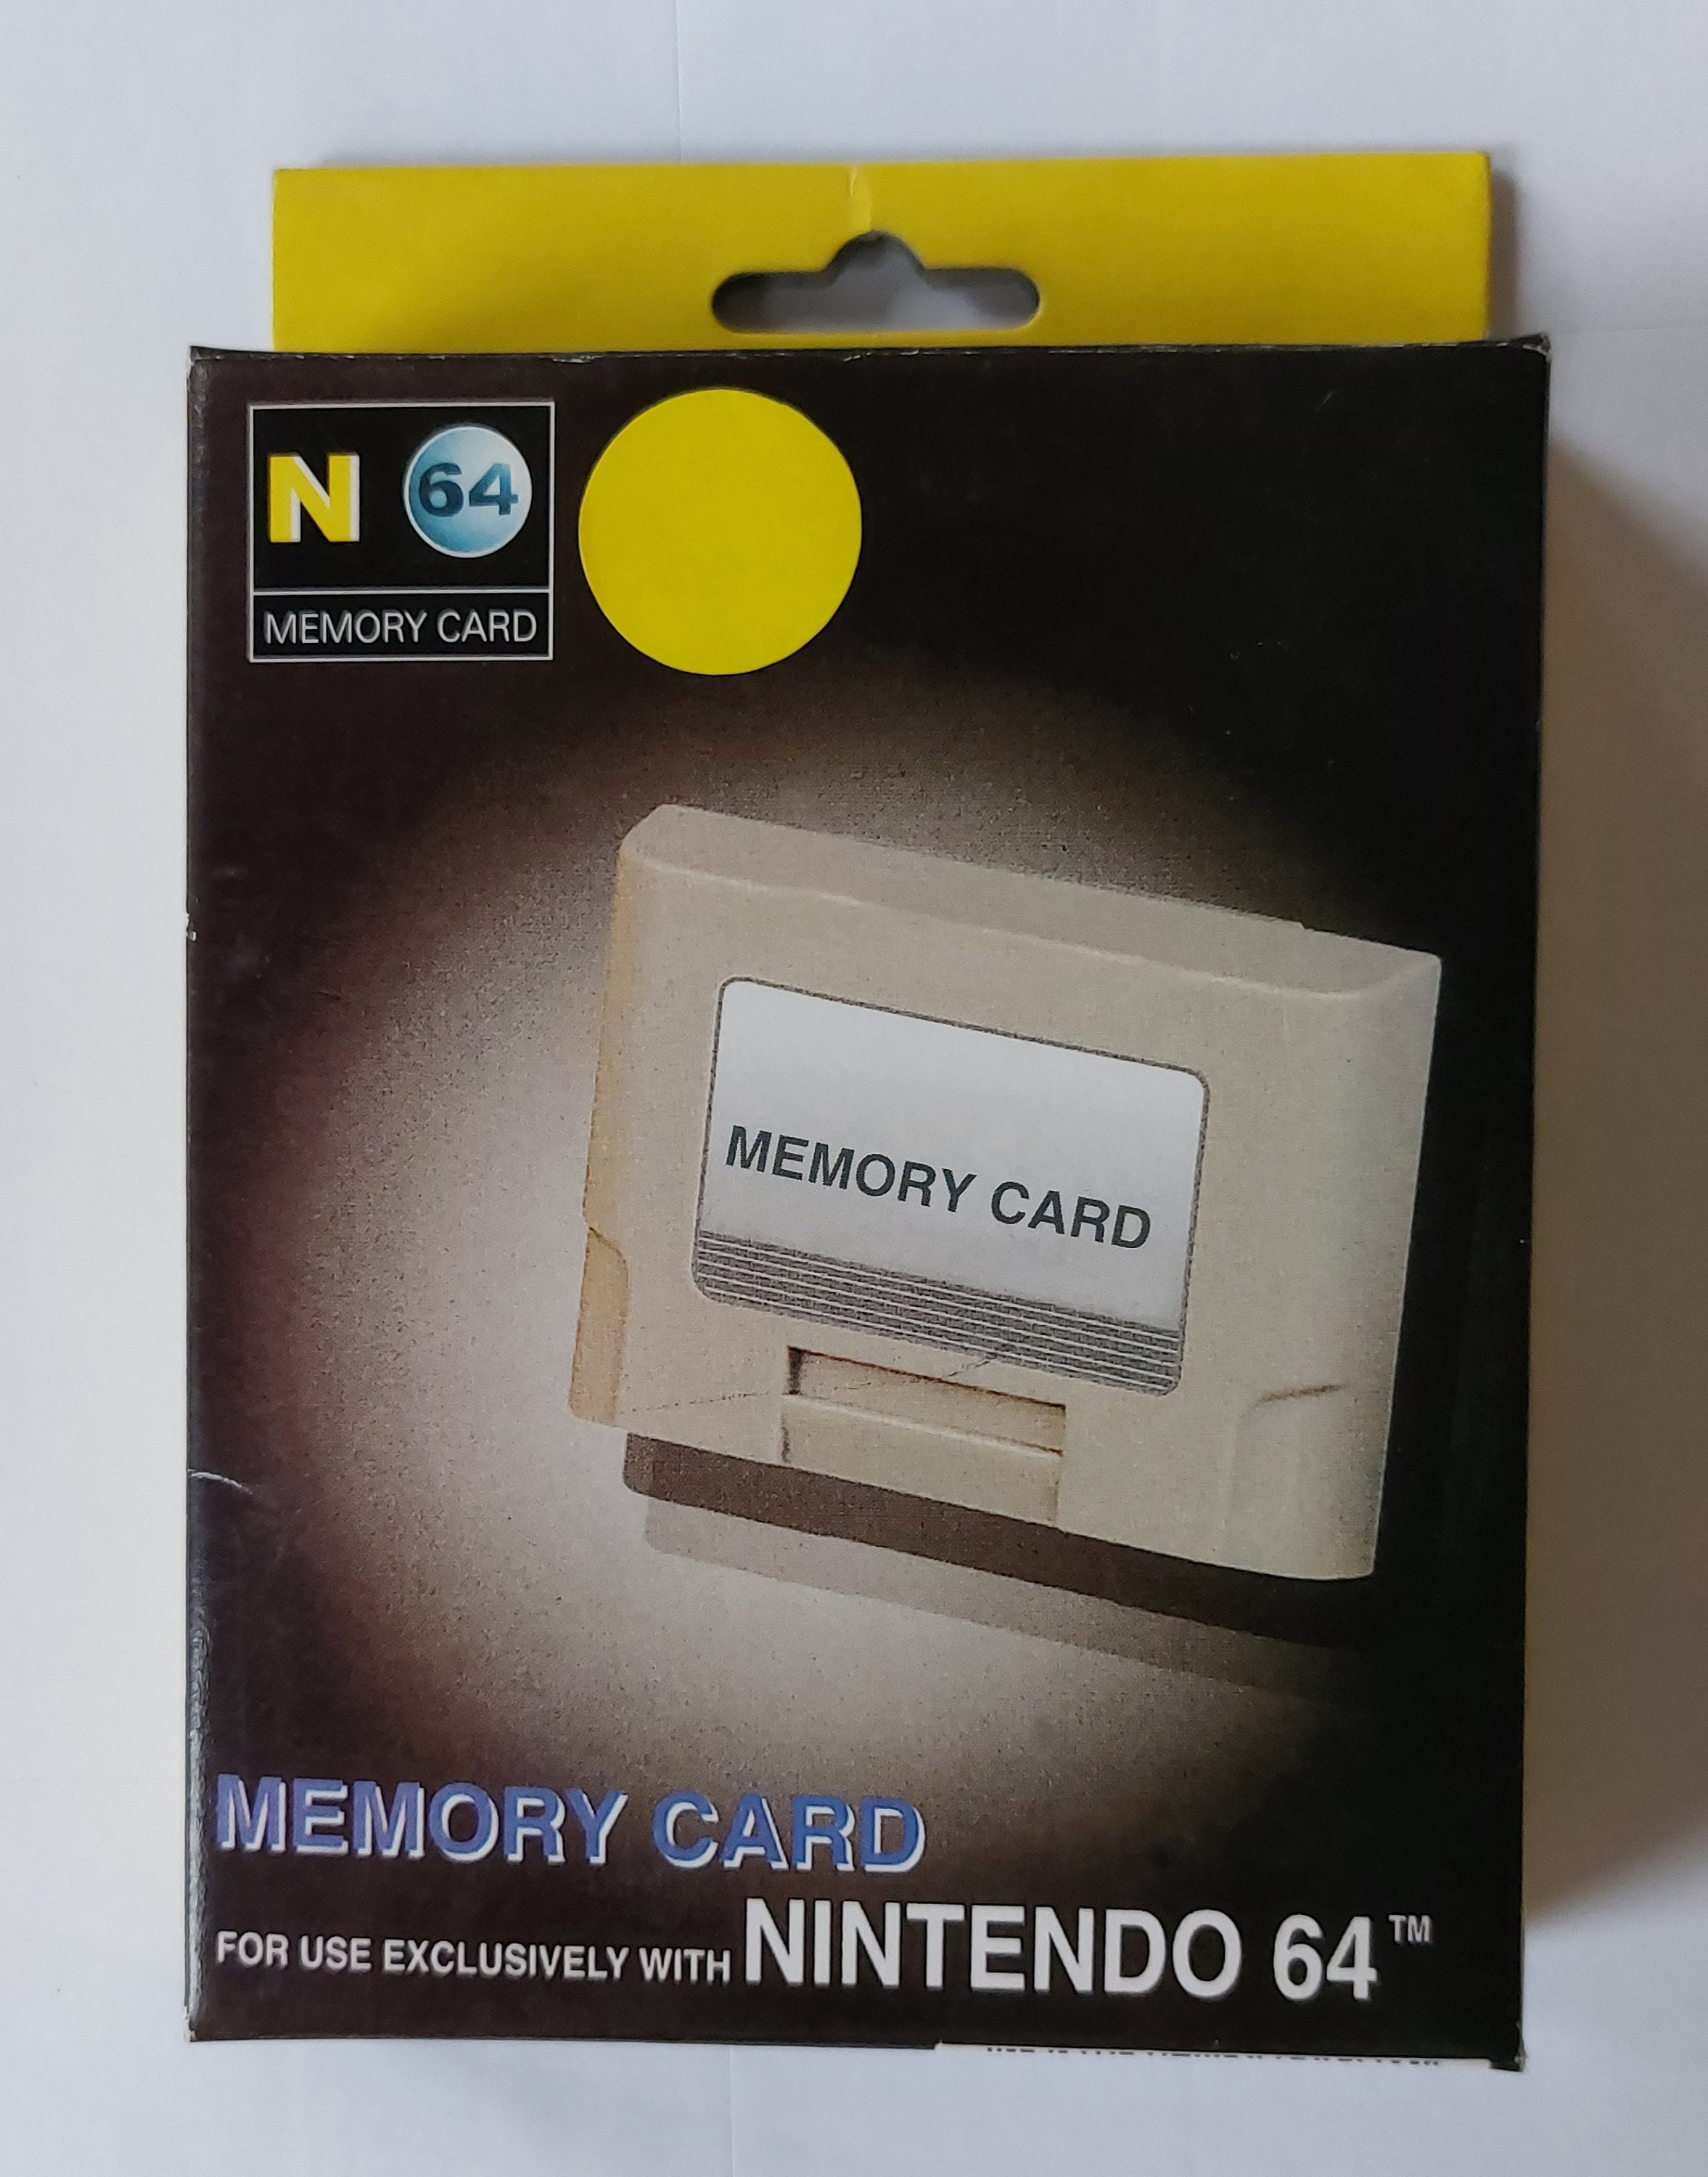 N 64
MEMORY CARD
MEMORY CARD
MEMORY CARD
FOR USE EXCLUSIVELY WITH NINTENDO 64™